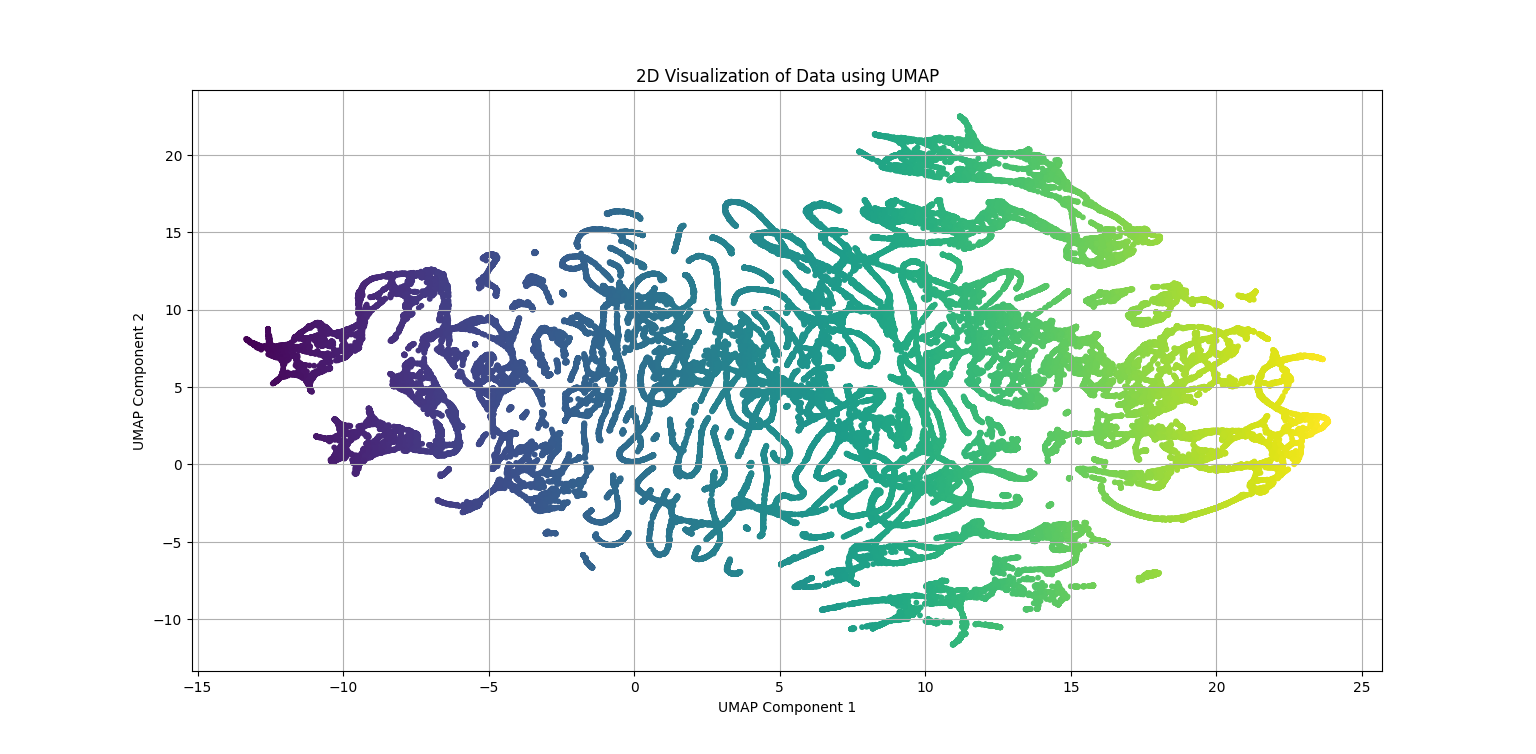 2D Visualization of Data using UMAP
20
15
10
5
0
−5
−10
UMAP Component 2
−15 −10 −5 0 5 10 15 20 25
UMAP Component 1